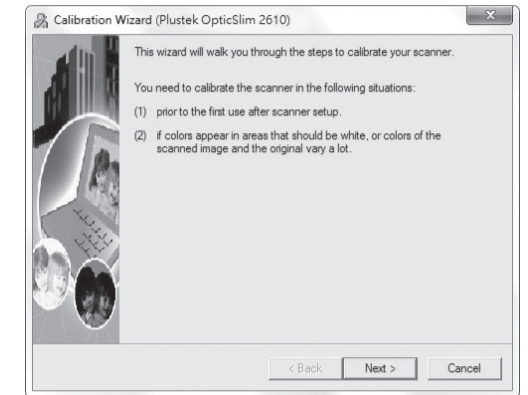 Calibration Wizard (Plustek OpticSlim 2610)
This wizard will walk you through the steps to calibrate your scanner.
You need to calibrate the scanner in the following situations:
(1) prior to the first use after scanner setup.
(2) if colors appear in areas that should be white, or colors of the
scanned image and the original vary a lot.
< Back Next > Cancel